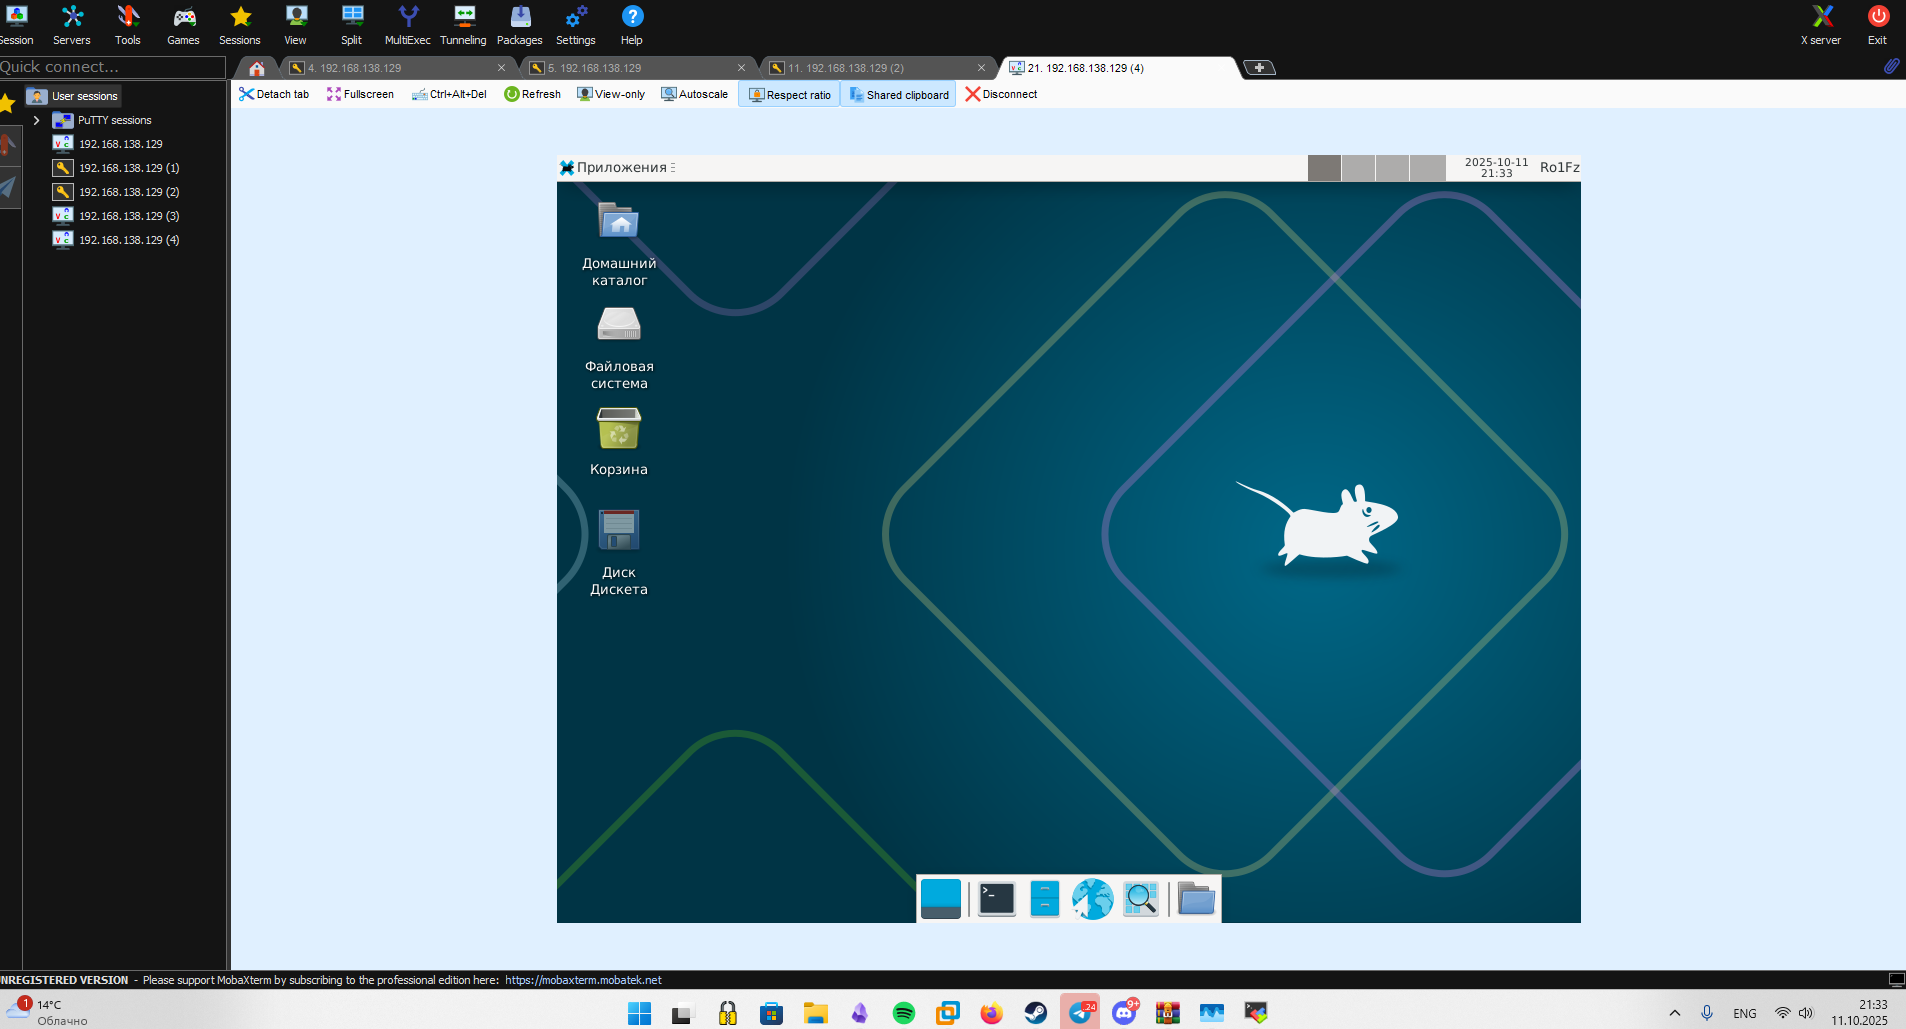 Session
Servers
Tools
Games
Sessions
View
Split
MultiExec
Tunneling
Packages
Settings
Help
X server
Exit
Quick connect...
4. 192.168.138.129
5. 192.168.138.129
11. 192.168.138.129 (2)
21. 192.168.138.129 (4)
User sessions
PuTTY sessions
192.168.138.129
192.168.138.129 (1)
192.168.138.129 (2)
192.168.138.129 (3)
192.168.138.129 (4)
Detach tab
Fullscreen
Ctrl+Alt+Del
Refresh
View-only
Autoscale
Respect ratio
Shared clipboard
Disconnect
Приложения
2025-10-11
21:33
Ro1Fz
Домашний
каталог
Файловая
система
Корзина
Диск
Дискета
NREGISTERED VERSION - Please support MobaXterm by subscribing to the professional edition here: https://mobaxterm.mobatek.net
1
14°C
Облачно
24
9+
ENG
21:33
11.10.2025